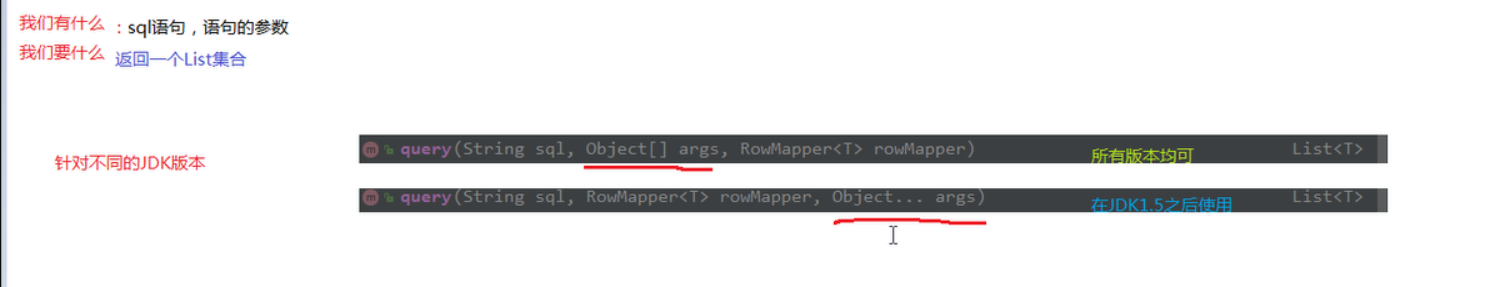 我们有什么 : sql语句，语句的参数
我们要什么 返回一个List集合
query(String sql, Object[] args, RowMapper<T> rowMapper) 所有版本均可 List<T>
针对不同的JDK版本
query(String sql, RowMapper<T> rowMapper, Object... args) 在JDK1.5之后使用 List<T>